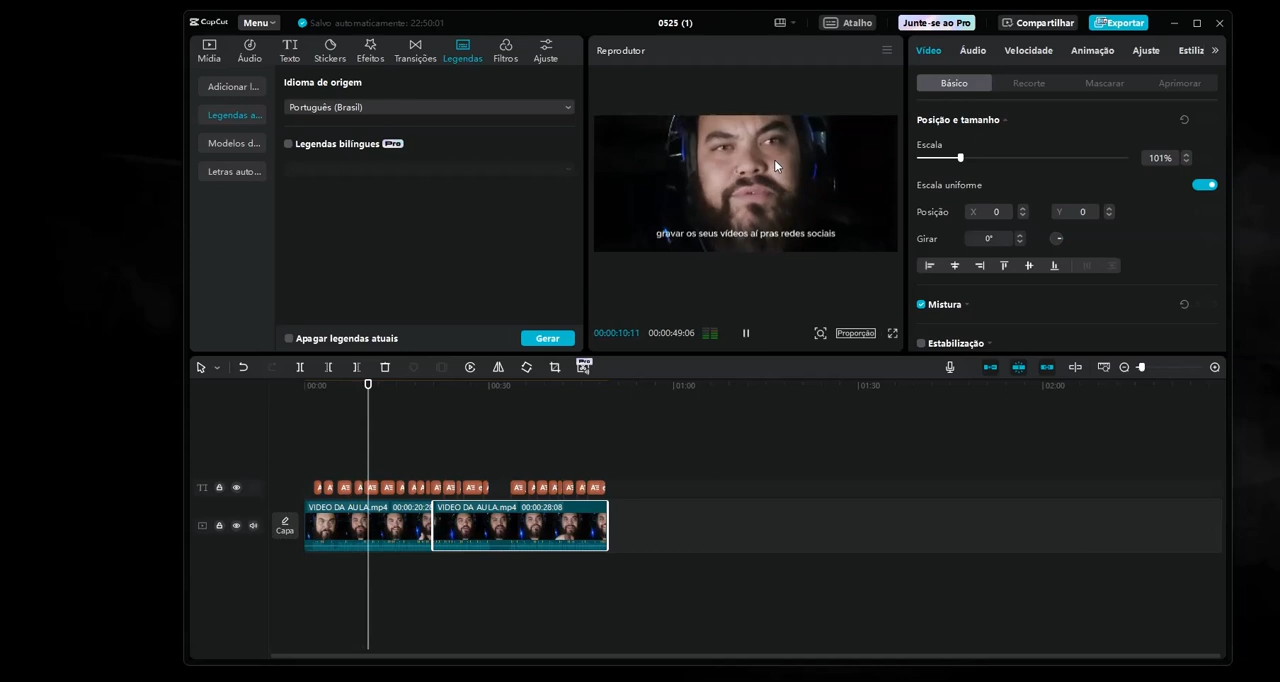 CapCut
Menu
Salvo automaticamente: 22:50:01
0525 (1)
Atalho
Junte-se ao Pro
Compartilhar
Exportar
Mídia
Áudio
Texto
Stickers
Efeitos
Transições
Legendas
Filtros
Ajuste
Adicionar l...
Legendas a...
Modelos d...
Letras auto...
Idioma de origem
Português (Brasil)
Legendas bilíngues Pro
Apagar legendas atuais
Gerar
Reprodutor
gravar os seus vídeos aí pras redes sociais
00:00:10:11
00:00:49:06
Proporção
Vídeo
Áudio
Velocidade
Animação
Ajuste
Estiliz
Básico
Recorte
Mascarar
Aprimorar
Posição e tamanho
Escala
101%
Escala uniforme
Posição
X 0
Y 0
Girar
0°
Mistura
Estabilização
Pro
00:00
00:30
01:00
01:30
02:00
Capa
VIDEO DA AULA.mp4 00:00:20:2
VIDEO DA AULA.mp4 00:00:28:08